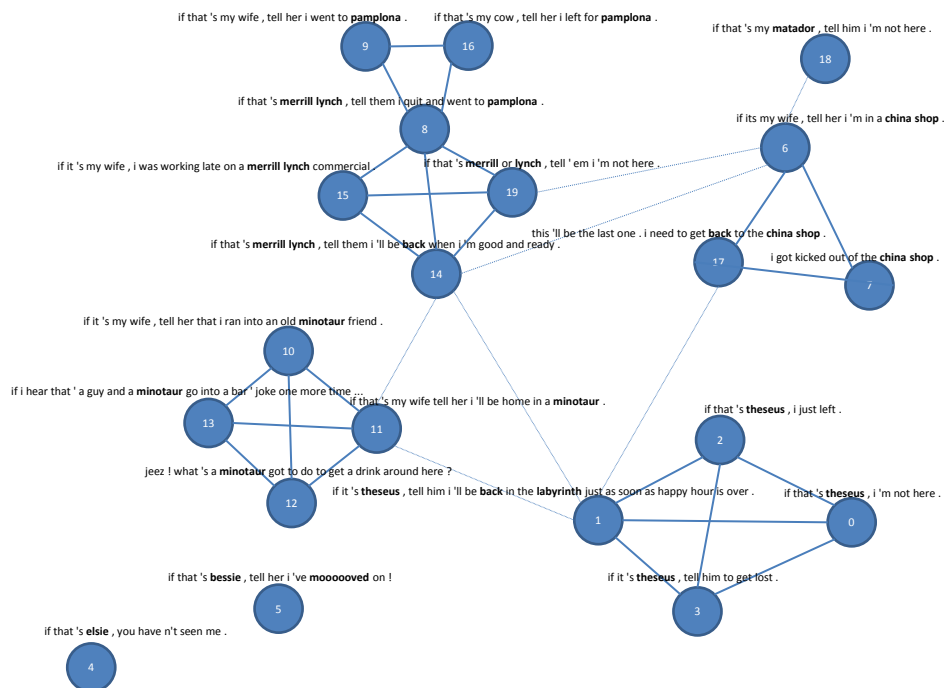 if that 's my wife , tell her i went to pamplona .
if that 's my cow , tell her i left for pamplona .
9
16
if that 's my matador , tell him i 'm not here .
18
if that 's merrill lynch , tell them i quit and went to pamplona .
8
if its my wife , tell her i 'm in a china shop .
6
if it 's my wife , i was working late on a merrill lynch commercial .
if that 's merrill or lynch , tell ' em i 'm not here .
15
19
this 'll be the last one . i need to get back to the china shop .
if that 's merrill lynch , tell them i 'll be back when i 'm good and ready .
14
17
i got kicked out of the china shop .
7
if it 's my wife , tell her that i ran into an old minotaur friend .
10
if i hear that ' a guy and a minotaur go into a bar ' joke one more time ...
if that 's my wife tell her i 'll be home in a minotaur .
13
11
if that 's theseus , i just left .
2
jeez ! what 's a minotaur got to do to get a drink around here ?
12
if it 's theseus , tell him i 'll be back in the labyrinth just as soon as happy hour is over .
if that 's theseus , i 'm not here .
1
0
if that 's bessie , tell her i 've moooooved on !
5
if it 's theseus , tell him to get lost .
3
if that 's elsie , you have n't seen me .
4